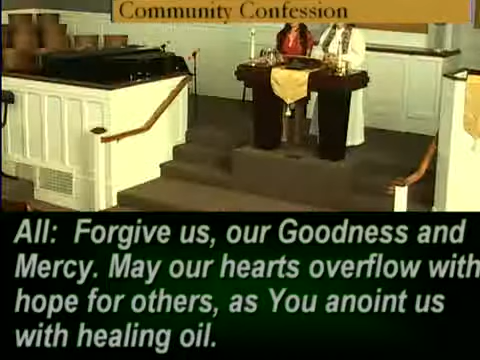 Community Confession
All: Forgive us, our Goodness and
Mercy. May our hearts overflow with
hope for others, as You anoint us
with healing oil.